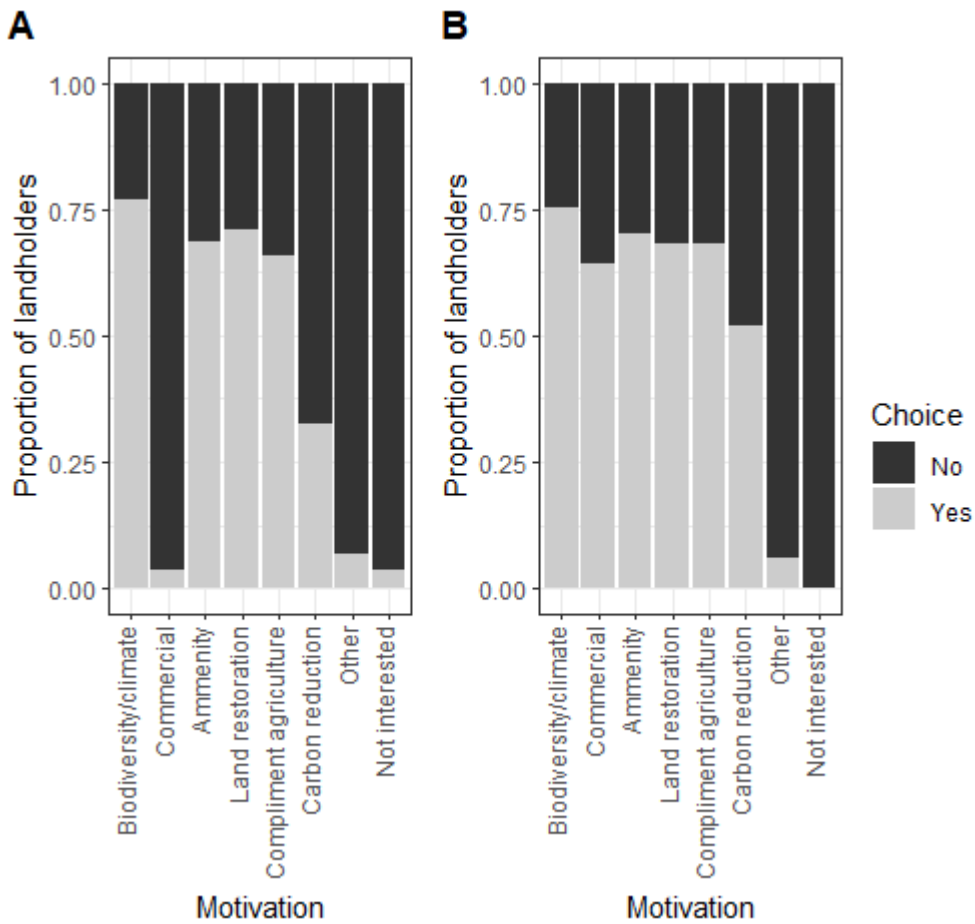 A
Proportion of landholders
1.00
0.75
0.50
0.25
0.00
Biodiversity/climate
Commercial
Ammenity
Land restoration
Compliment agriculture
Carbon reduction
Other
Not interested
Motivation
B
Proportion of landholders
1.00
0.75
0.50
0.25
0.00
Biodiversity/climate
Commercial
Ammenity
Land restoration
Compliment agriculture
Carbon reduction
Other
Not interested
Motivation
Choice
No
Yes